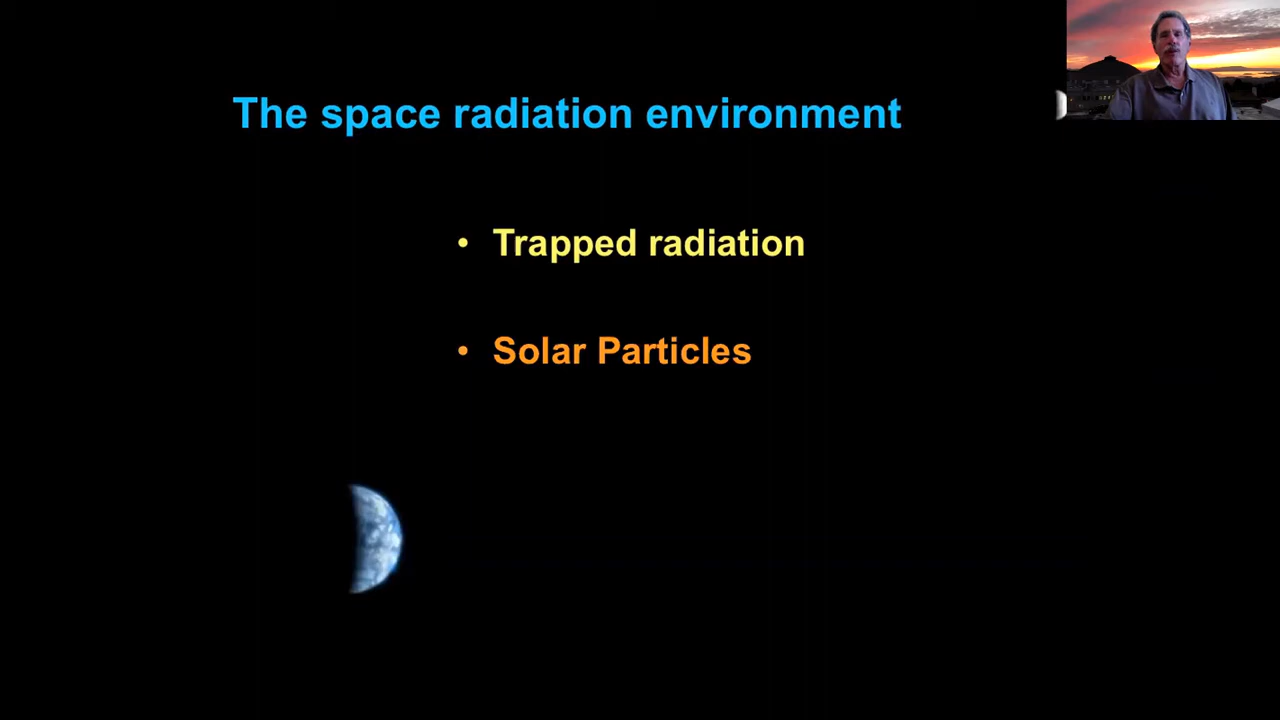 The space radiation environment
• Trapped radiation
• Solar Particles